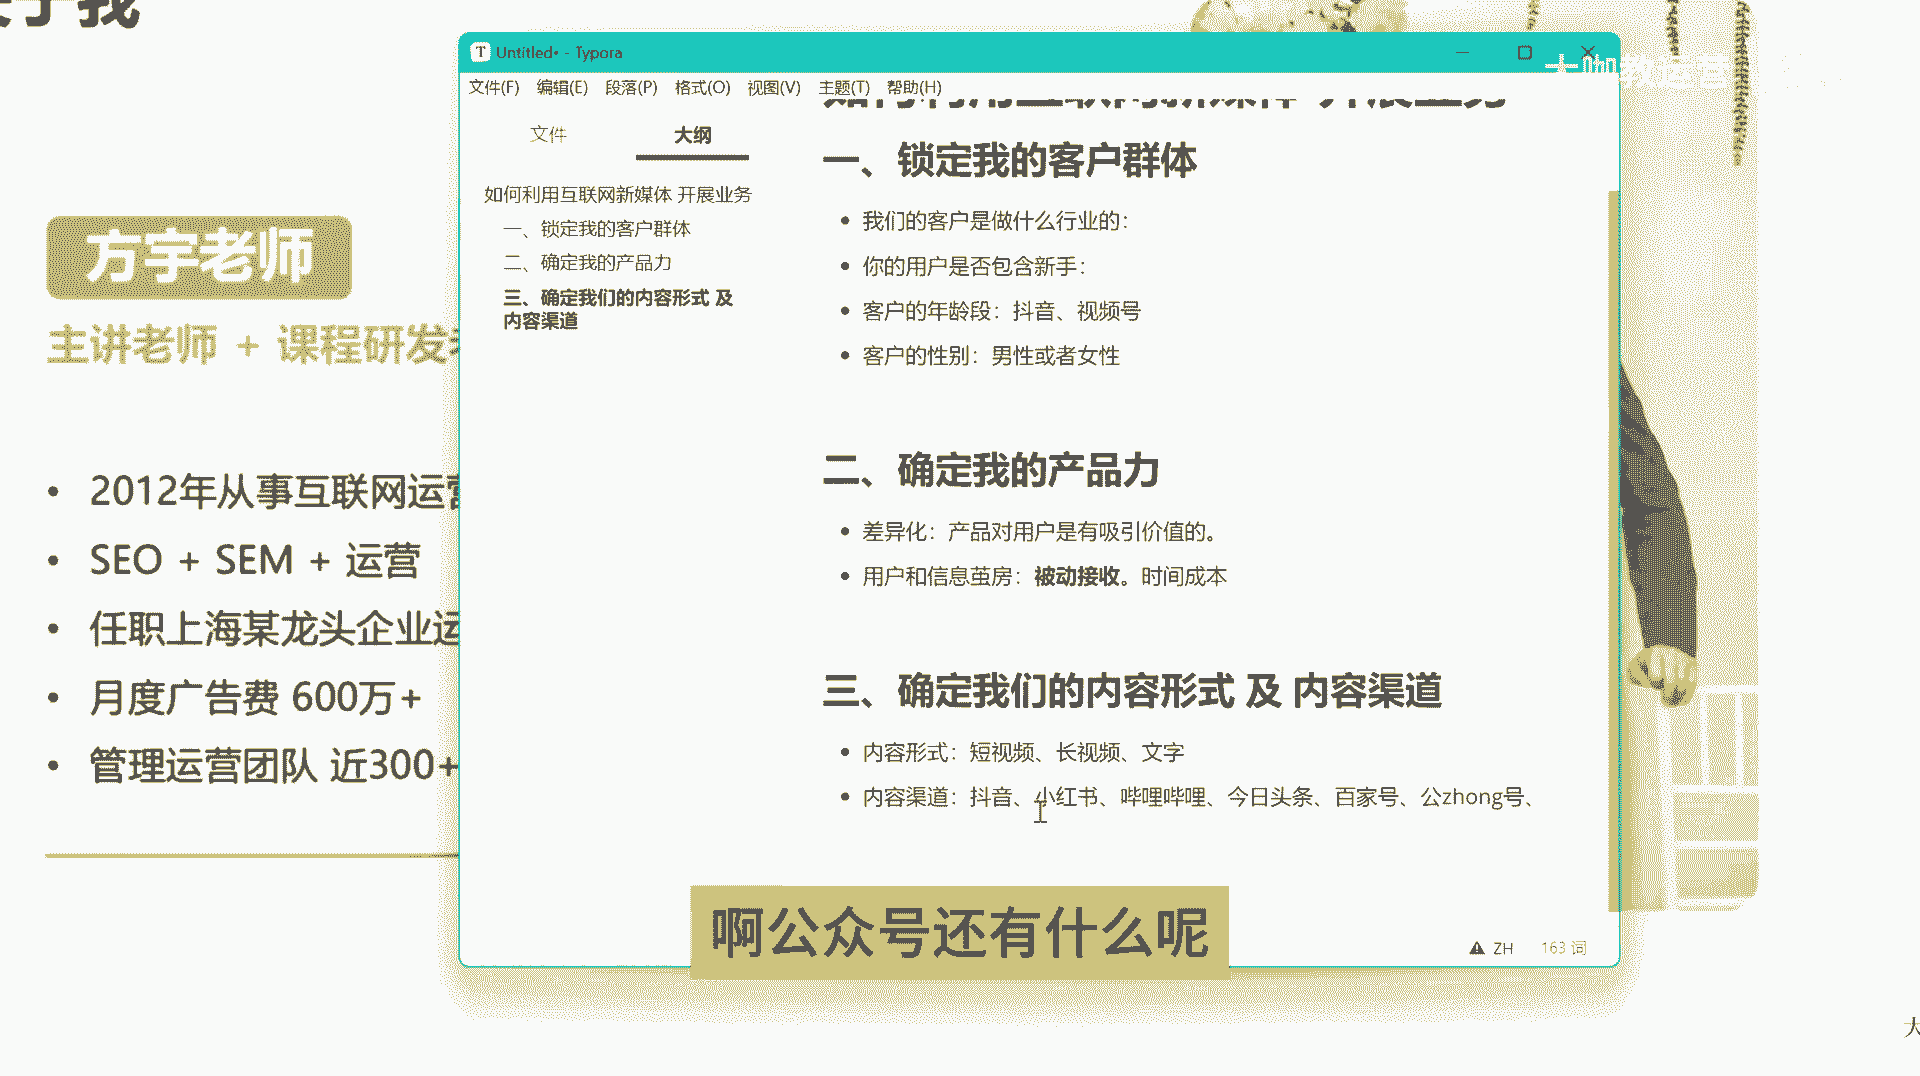 于我
方宇老师
主讲老师 + 课程研发
2012年从事互联网运营
SEO + SEM + 运营
任职上海某龙头企业运
月度广告费 600万+
管理运营团队 近300+
Untitled• - Typora
文件(F) 编辑(E) 段落(P) 格式(O) 视图(V) 主题(T) 帮助(H)
文件 大纲
如何利用互联网新媒体 开展业务
一、锁定我的客户群体
二、确定我的产品力
三、确定我们的内容形式 及
内容渠道
如何利用互联网新媒体 开展业务
一、锁定我的客户群体
我们的客户是做什么行业的：
你的用户是否包含新手：
客户的年龄段：抖音、视频号
客户的性别：男性或者女性
二、确定我的产品力
差异化：产品对用户是有吸引价值的。
用户和信息茧房：被动接收。时间成本
三、确定我们的内容形式 及 内容渠道
内容形式：短视频、长视频、文字
内容渠道：抖音、小红书、哔哩哔哩、今日头条、百家号、公zhong号、
ZH 163 词
教运营
啊公众号还有什么呢
大